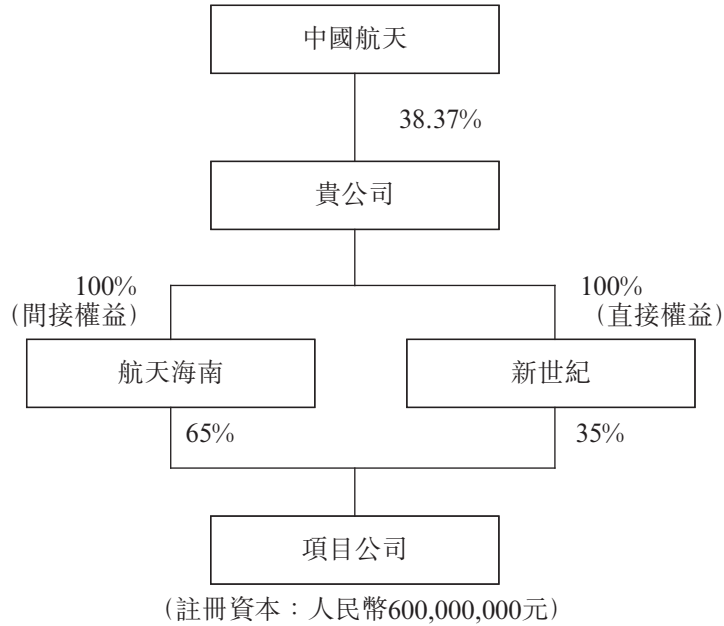 中國航天
38.37%
貴公司
100%
（間接權益）
100%
（直接權益）
航天海南
新世紀
65%
35%
項目公司
（註冊資本：人民幣600,000,000元）